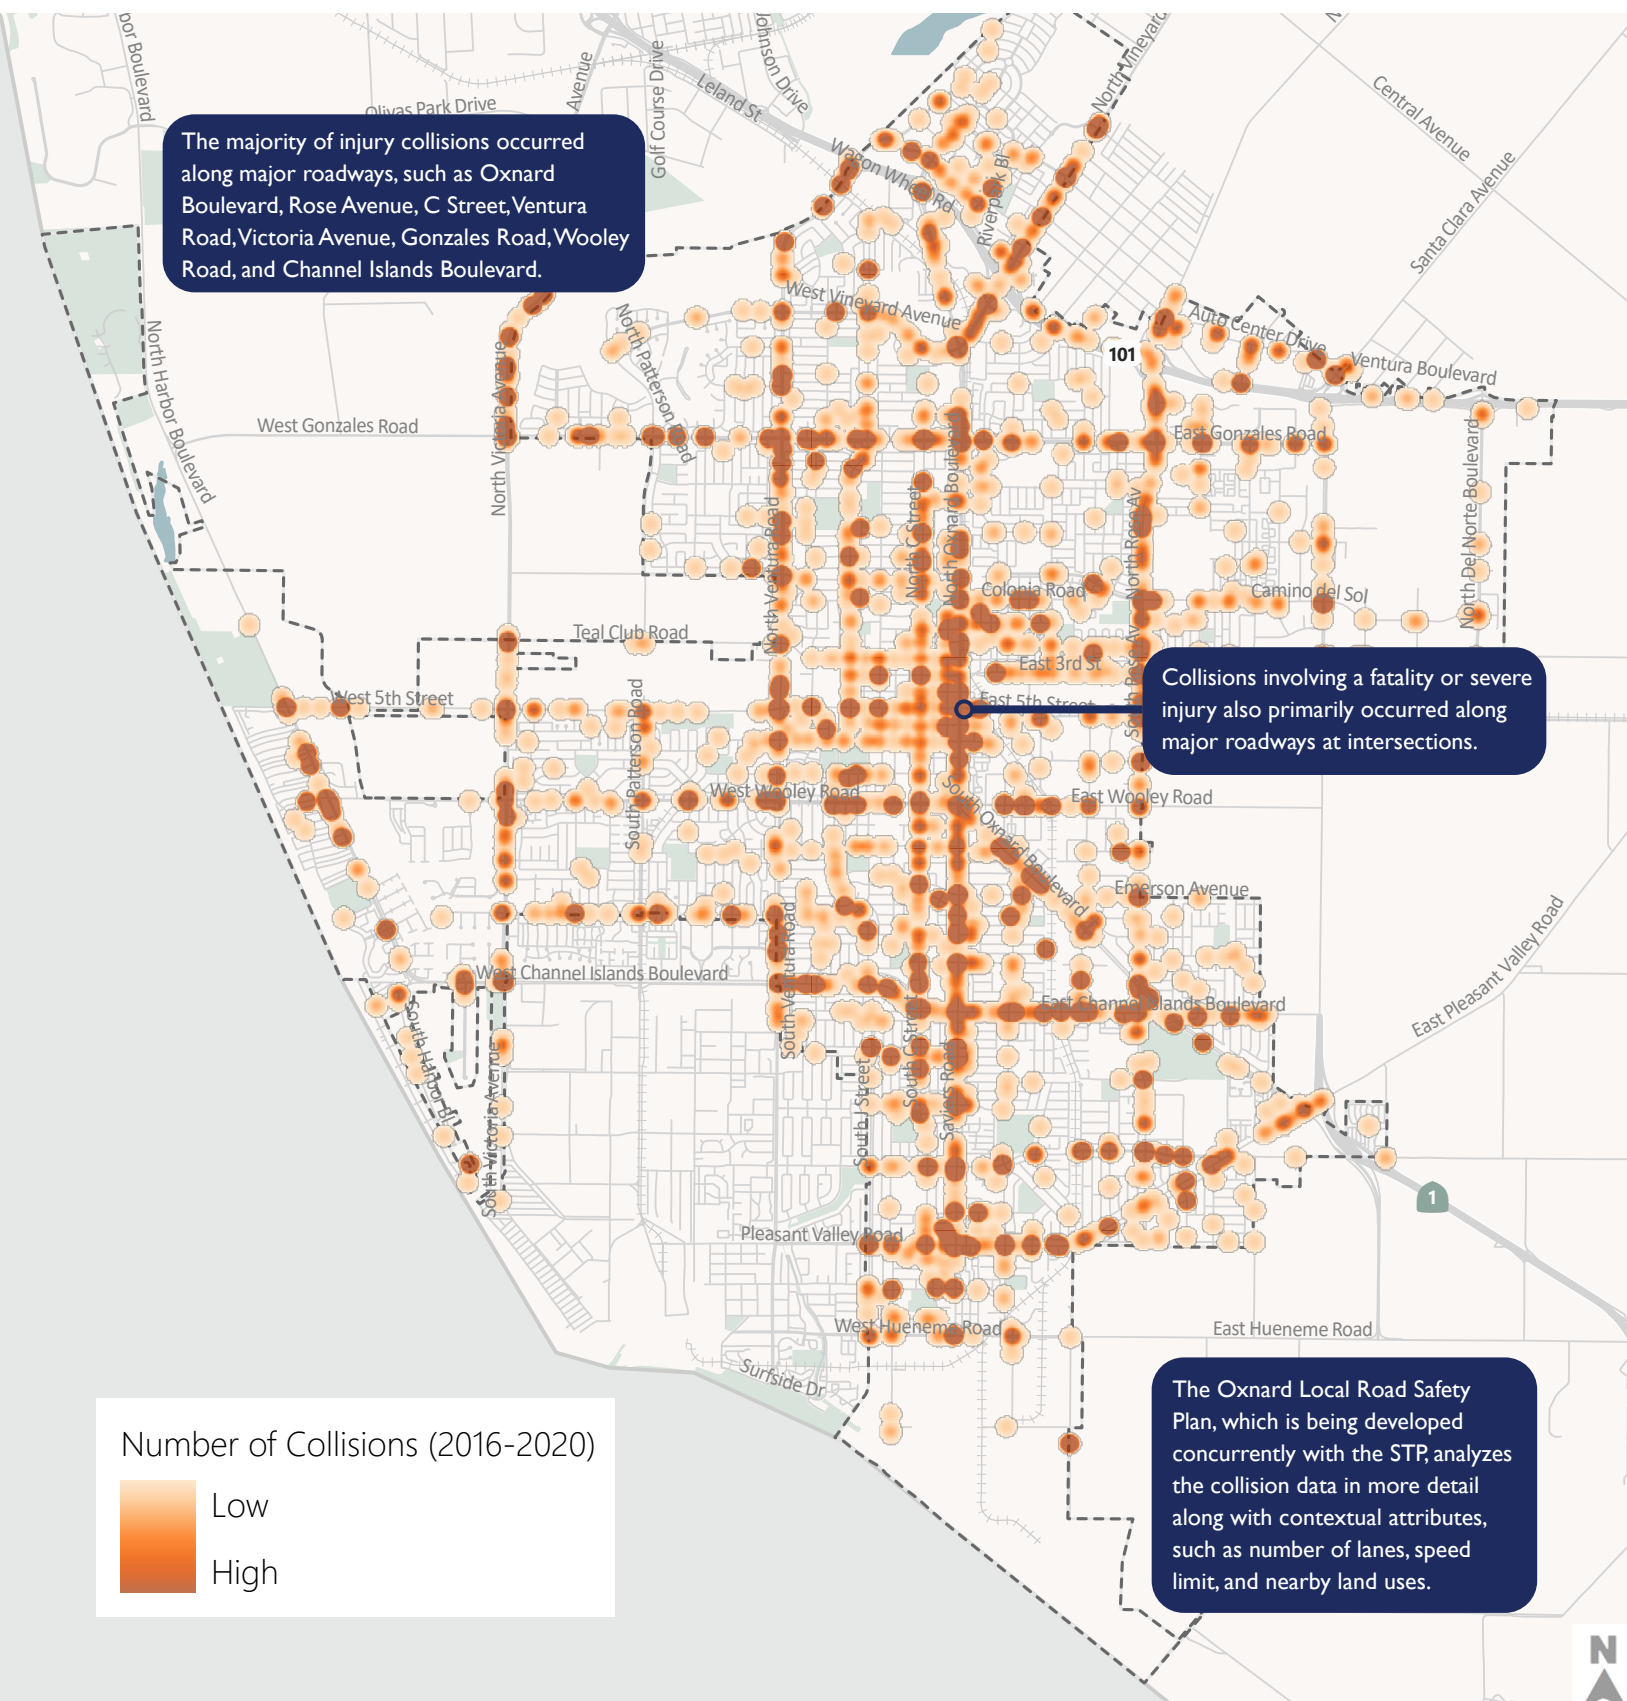 bor Boulevard
Olivas Park Drive
Avenue
Golf Course Drive
Johnson Drive
Leland St
Wagon Wheel Rd
Riverpark Bl
North Vineyard
N
Central Avenue
Santa Clara Avenue
The majority of injury collisions occurred
along major roadways, such as Oxnard
Boulevard, Rose Avenue, C Street, Ventura
Road, Victoria Avenue, Gonzales Road, Wooley
Road, and Channel Islands Boulevard.
West Vineyard Avenue
North Patterson Road
North Harbor Boulevard
North Victoria Avenue
101
Auto Center Drive
Ventura Boulevard
West Gonzales Road
East Gonzales Road
North Ventura Road
North C Street
North Oxnard Boulevard
North Rose Av
North Del Norte Boulevard
Colonia Road
Camino del Sol
Teal Club Road
East 3rd St
South Rose Av
West 5th Street
East 5th Street
Collisions involving a fatality or severe
injury also primarily occurred along
major roadways at intersections.
South Patterson Road
West Wooley Road
East Wooley Road
South Oxnard Boulevard
Emerson Avenue
East Pleasant Valley Road
South Ventura Road
West Channel Islands Boulevard
East Channel Islands Boulevard
South Harbor Bl
South Victoria Avenue
South J Street
South C Street
Saviers Road
1
Pleasant Valley Road
West Hueneme Road
East Hueneme Road
Surfside Dr
The Oxnard Local Road Safety
Plan, which is being developed
concurrently with the STP, analyzes
the collision data in more detail
along with contextual attributes,
such as number of lanes, speed
limit, and nearby land uses.
Number of Collisions (2016-2020)
Low
High
N